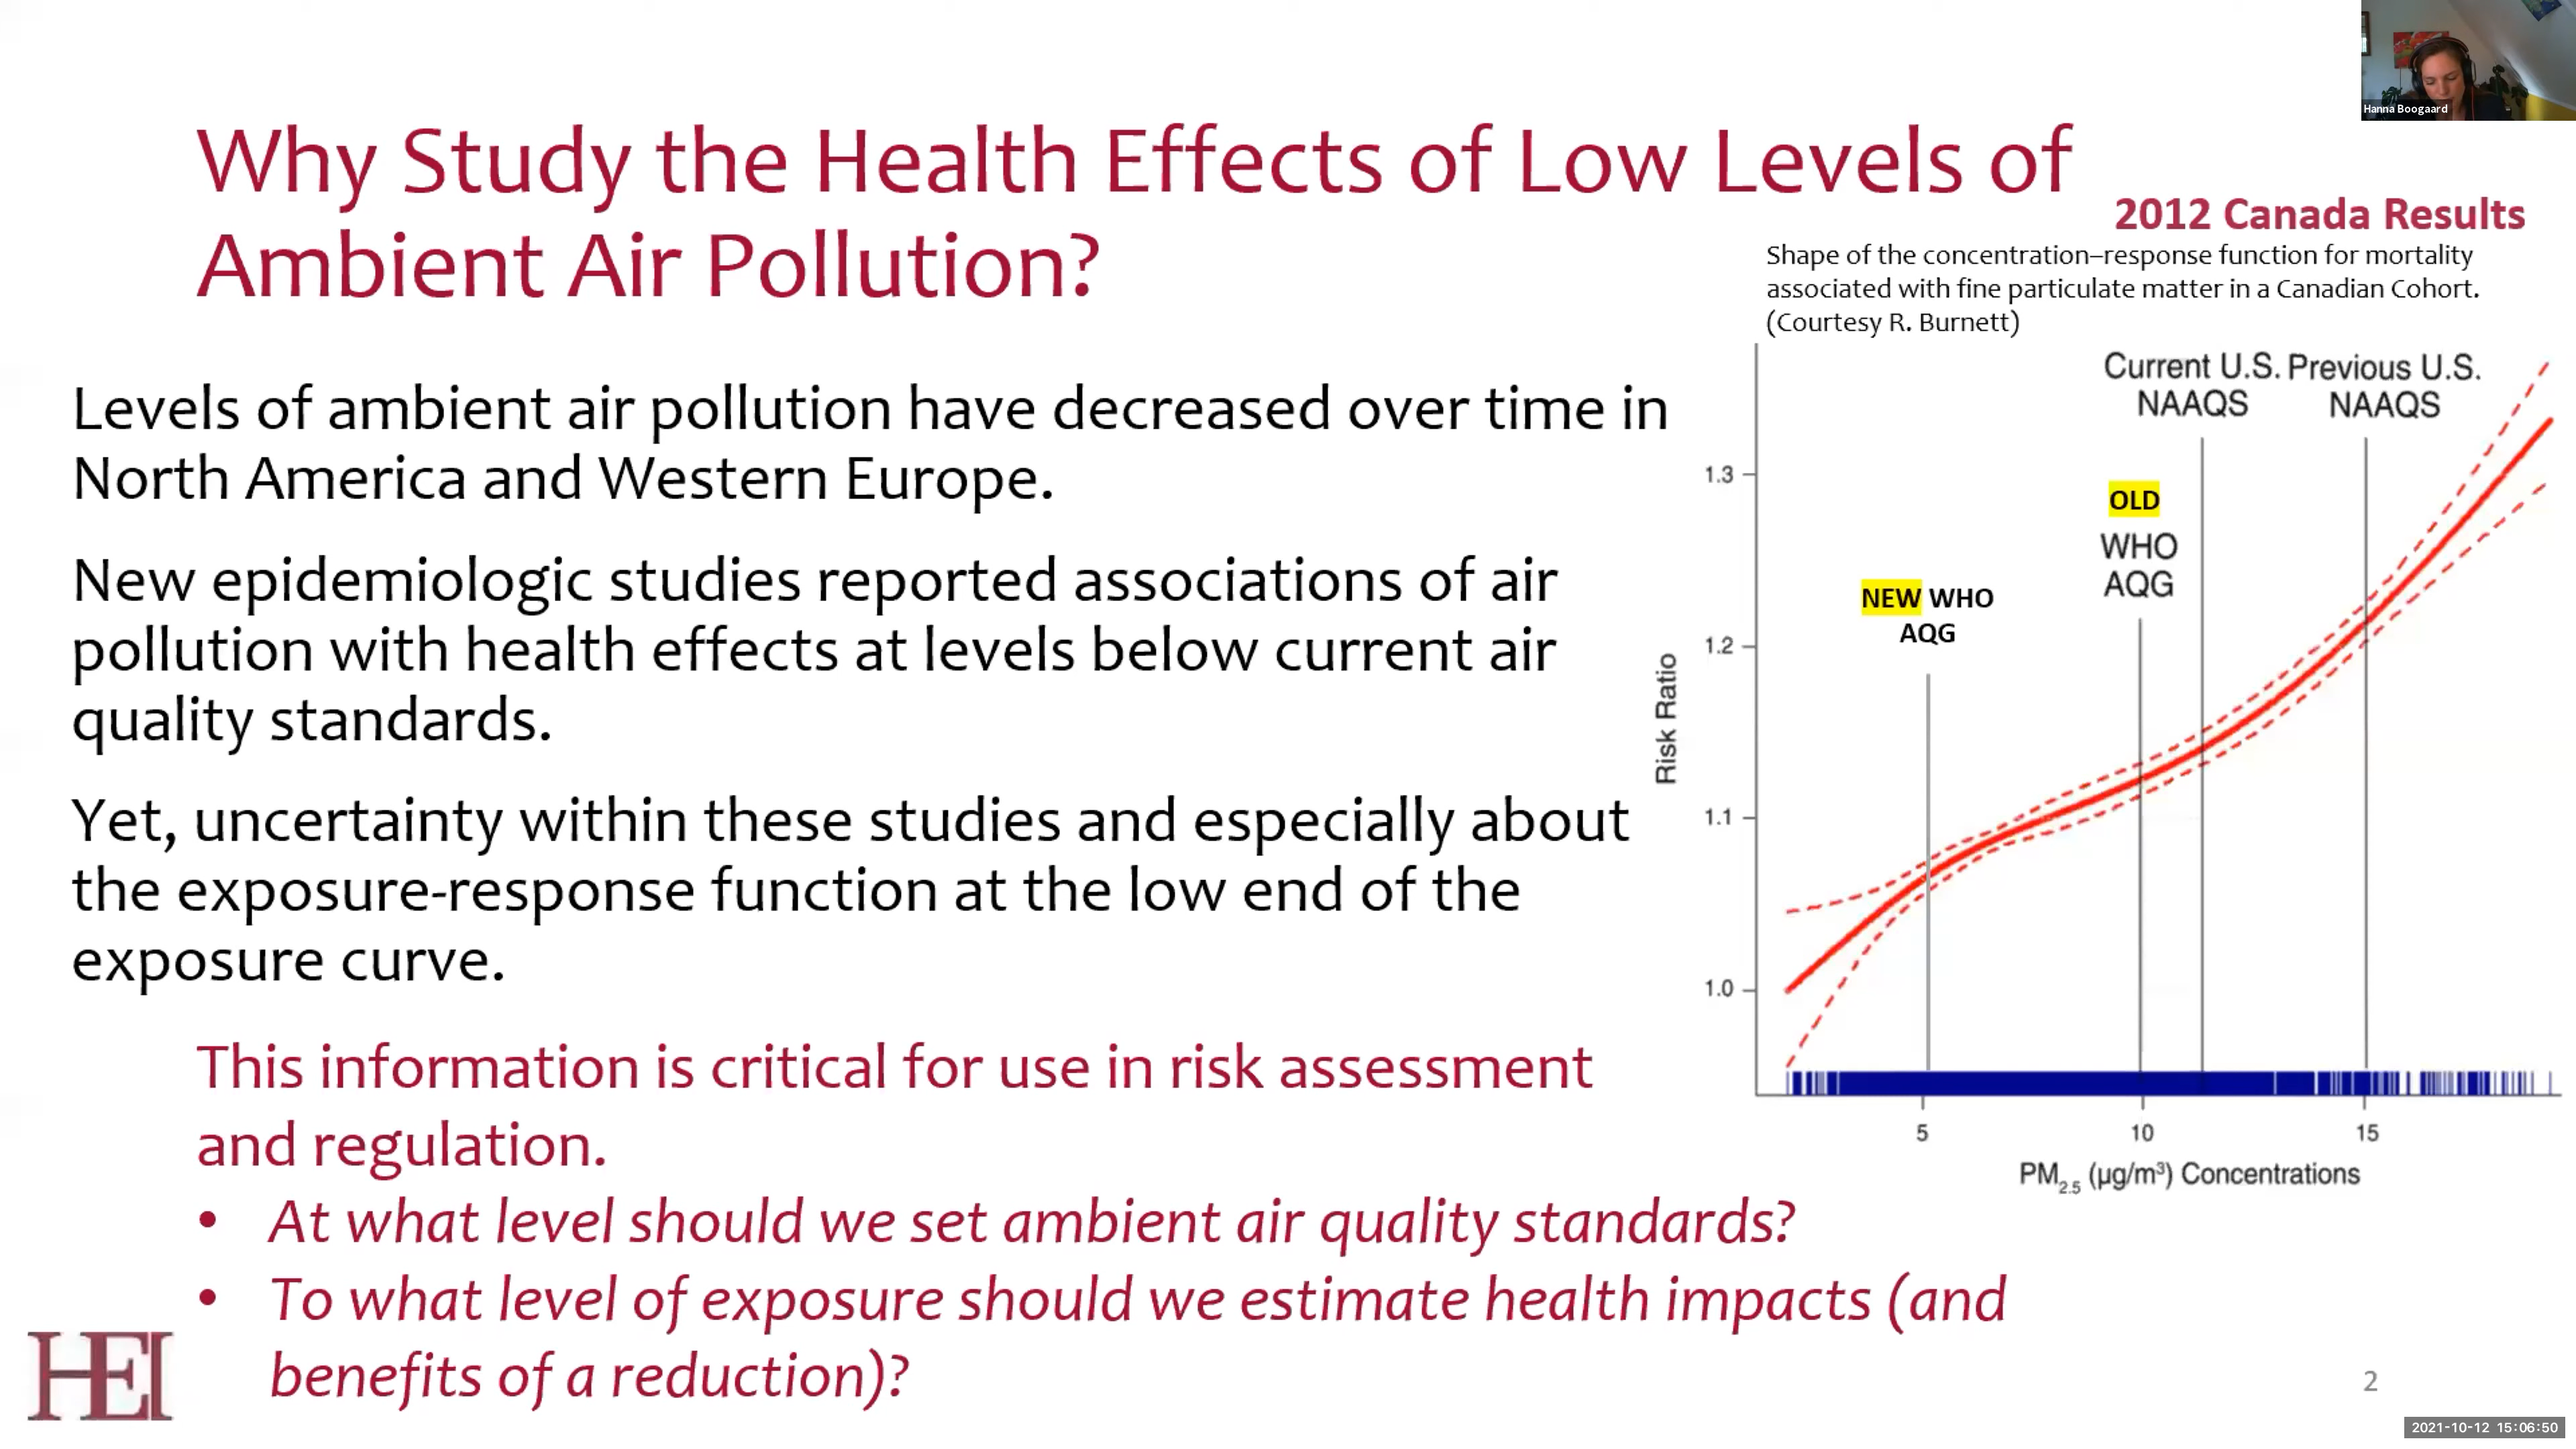 Hanna Boogaard
Why Study the Health Effects of Low Levels of
Ambient Air Pollution?
2012 Canada Results
Shape of the concentration–response function for mortality
associated with fine particulate matter in a Canadian Cohort.
(Courtesy R. Burnett)
Levels of ambient air pollution have decreased over time in
North America and Western Europe.
New epidemiologic studies reported associations of air
pollution with health effects at levels below current air
quality standards.
Yet, uncertainty within these studies and especially about
the exposure-response function at the low end of the
exposure curve.
This information is critical for use in risk assessment
and regulation.
• At what level should we set ambient air quality standards?
• To what level of exposure should we estimate health impacts (and
benefits of a reduction)?
Current U.S.
NAAQS
Previous U.S.
NAAQS
OLD
WHO
AQG
NEW WHO
AQG
Risk Ratio
1.3
1.2
1.1
1.0
5
10
15
PM2.5 (µg/m³) Concentrations
HEI
2
2021-10-12 15:06:50